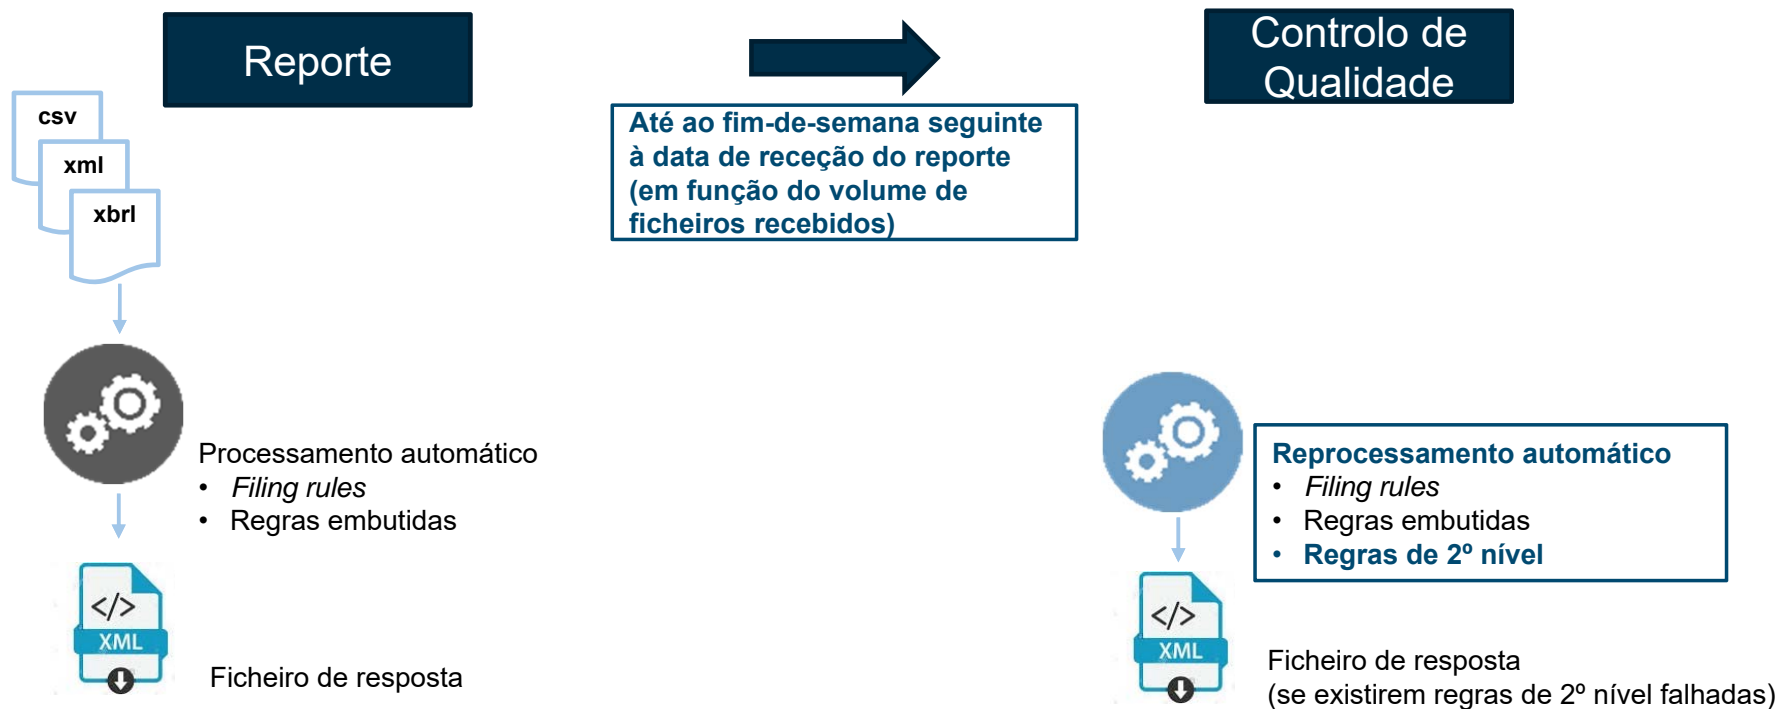 Reporte
Controlo de
Qualidade
csv
xml
xbrl
Até ao fim-de-semana seguinte
à data de receção do reporte
(em função do volume de
ficheiros recebidos)
Processamento automático
• Filing rules
• Regras embutidas
</>
XML
Ficheiro de resposta
Reprocessamento automático
• Filing rules
• Regras embutidas
• Regras de 2º nível
</>
XML
Ficheiro de resposta
(se existirem regras de 2º nível falhadas)